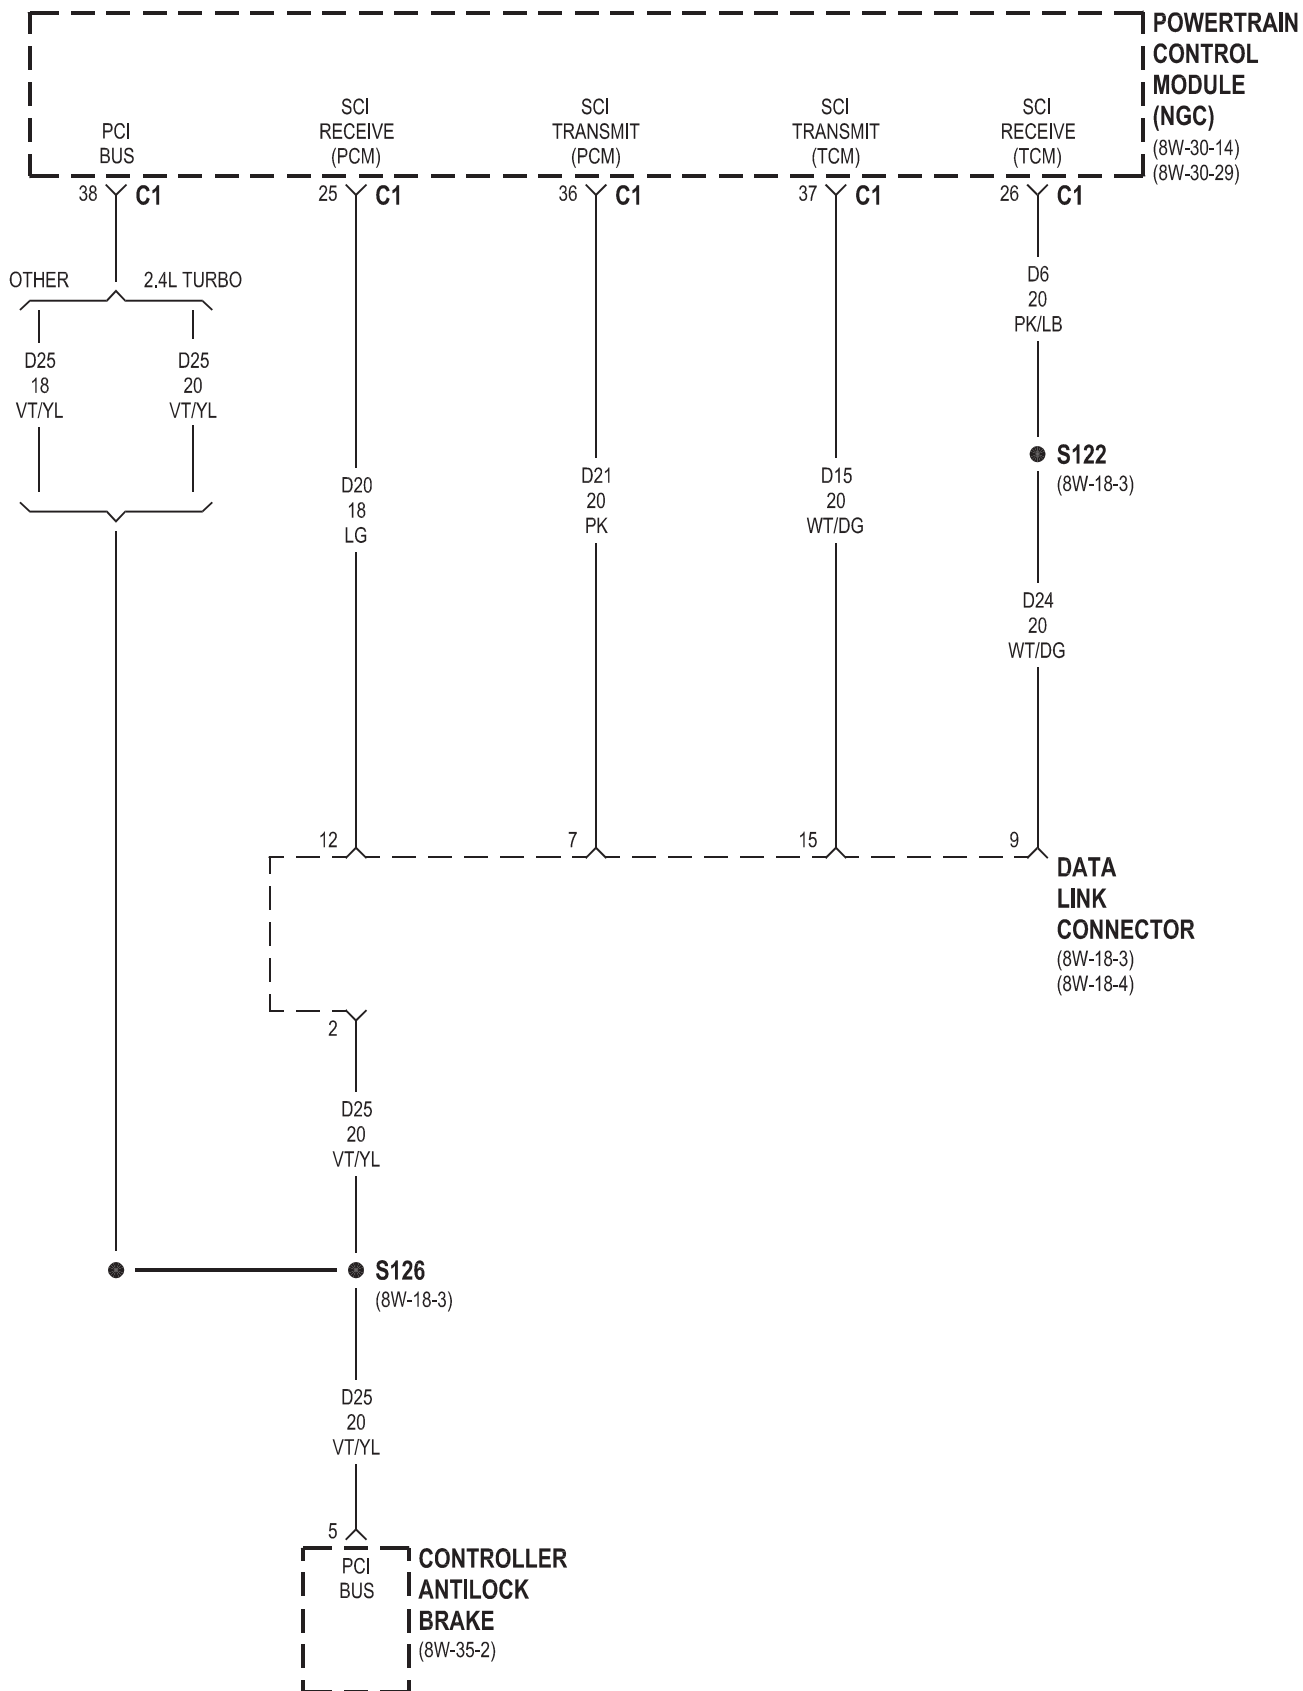 POWERTRAIN
CONTROL
MODULE
(NGC)
(8W-30-14)
(8W-30-29)
PCI
BUS
SCI
RECEIVE
(PCM)
SCI
TRANSMIT
(PCM)
SCI
TRANSMIT
(TCM)
SCI
RECEIVE
(TCM)
38 C1
25 C1
36 C1
37 C1
26 C1
OTHER
2.4L TURBO
D25
18
VT/YL
D25
20
VT/YL
D20
18
LG
D21
20
PK
D15
20
WT/DG
D6
20
PK/LB
S122
(8W-18-3)
D24
20
WT/DG
12
7
15
9
DATA
LINK
CONNECTOR
(8W-18-3)
(8W-18-4)
2
D25
20
VT/YL
S126
(8W-18-3)
D25
20
VT/YL
5
PCI
BUS
CONTROLLER
ANTILOCK
BRAKE
(8W-35-2)